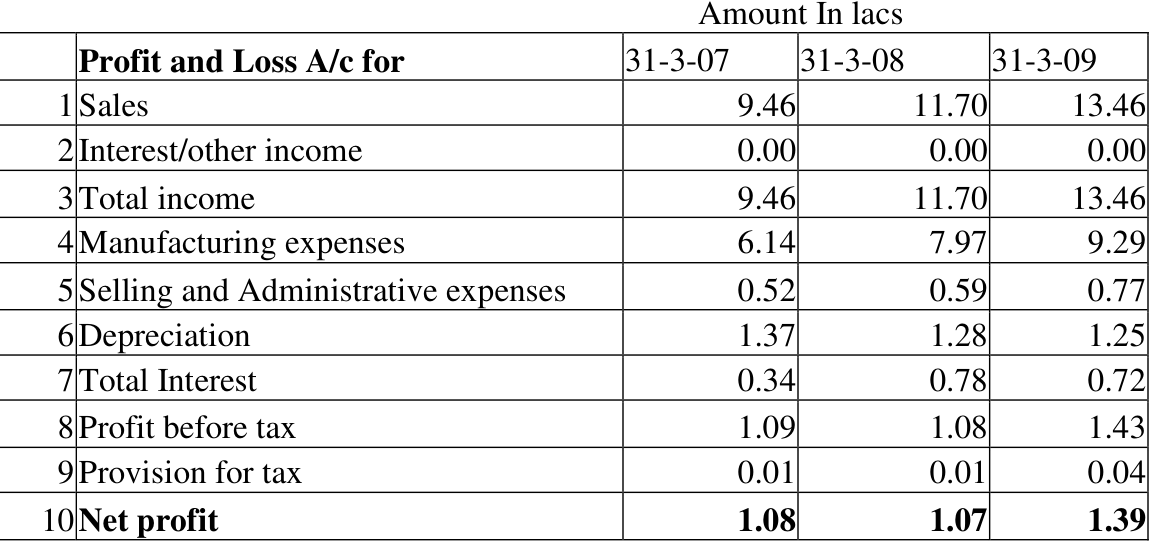 Amount In lacs
Profit and Loss A/c for 31-3-07 31-3-08 31-3-09
1 Sales 9.46 11.70 13.46
2 Interest/other income 0.00 0.00 0.00
3 Total income 9.46 11.70 13.46
4 Manufacturing expenses 6.14 7.97 9.29
5 Selling and Administrative expenses 0.52 0.59 0.77
6 Depreciation 1.37 1.28 1.25
7 Total Interest 0.34 0.78 0.72
8 Profit before tax 1.09 1.08 1.43
9 Provision for tax 0.01 0.01 0.04
10 Net profit 1.08 1.07 1.39